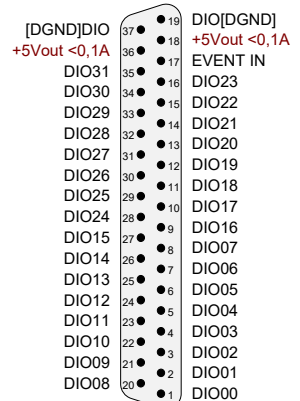 [DGND]DIO 37 19 DIO[DGND]
+5Vout <0,1A 36 18 +5Vout <0,1A
DIO31 35 17 EVENT IN
DIO30 34 16 DIO23
DIO29 33 15 DIO22
DIO28 32 14 DIO21
DIO27 31 13 DIO20
DIO26 30 12 DIO19
DIO25 29 11 DIO18
DIO24 28 10 DIO17
DIO15 27 9 DIO16
DIO14 26 8 DIO07
DIO13 25 7 DIO06
DIO12 24 6 DIO05
DIO11 23 5 DIO04
DIO10 22 4 DIO03
DIO09 21 3 DIO02
DIO08 20 2 DIO01
1 DIO00